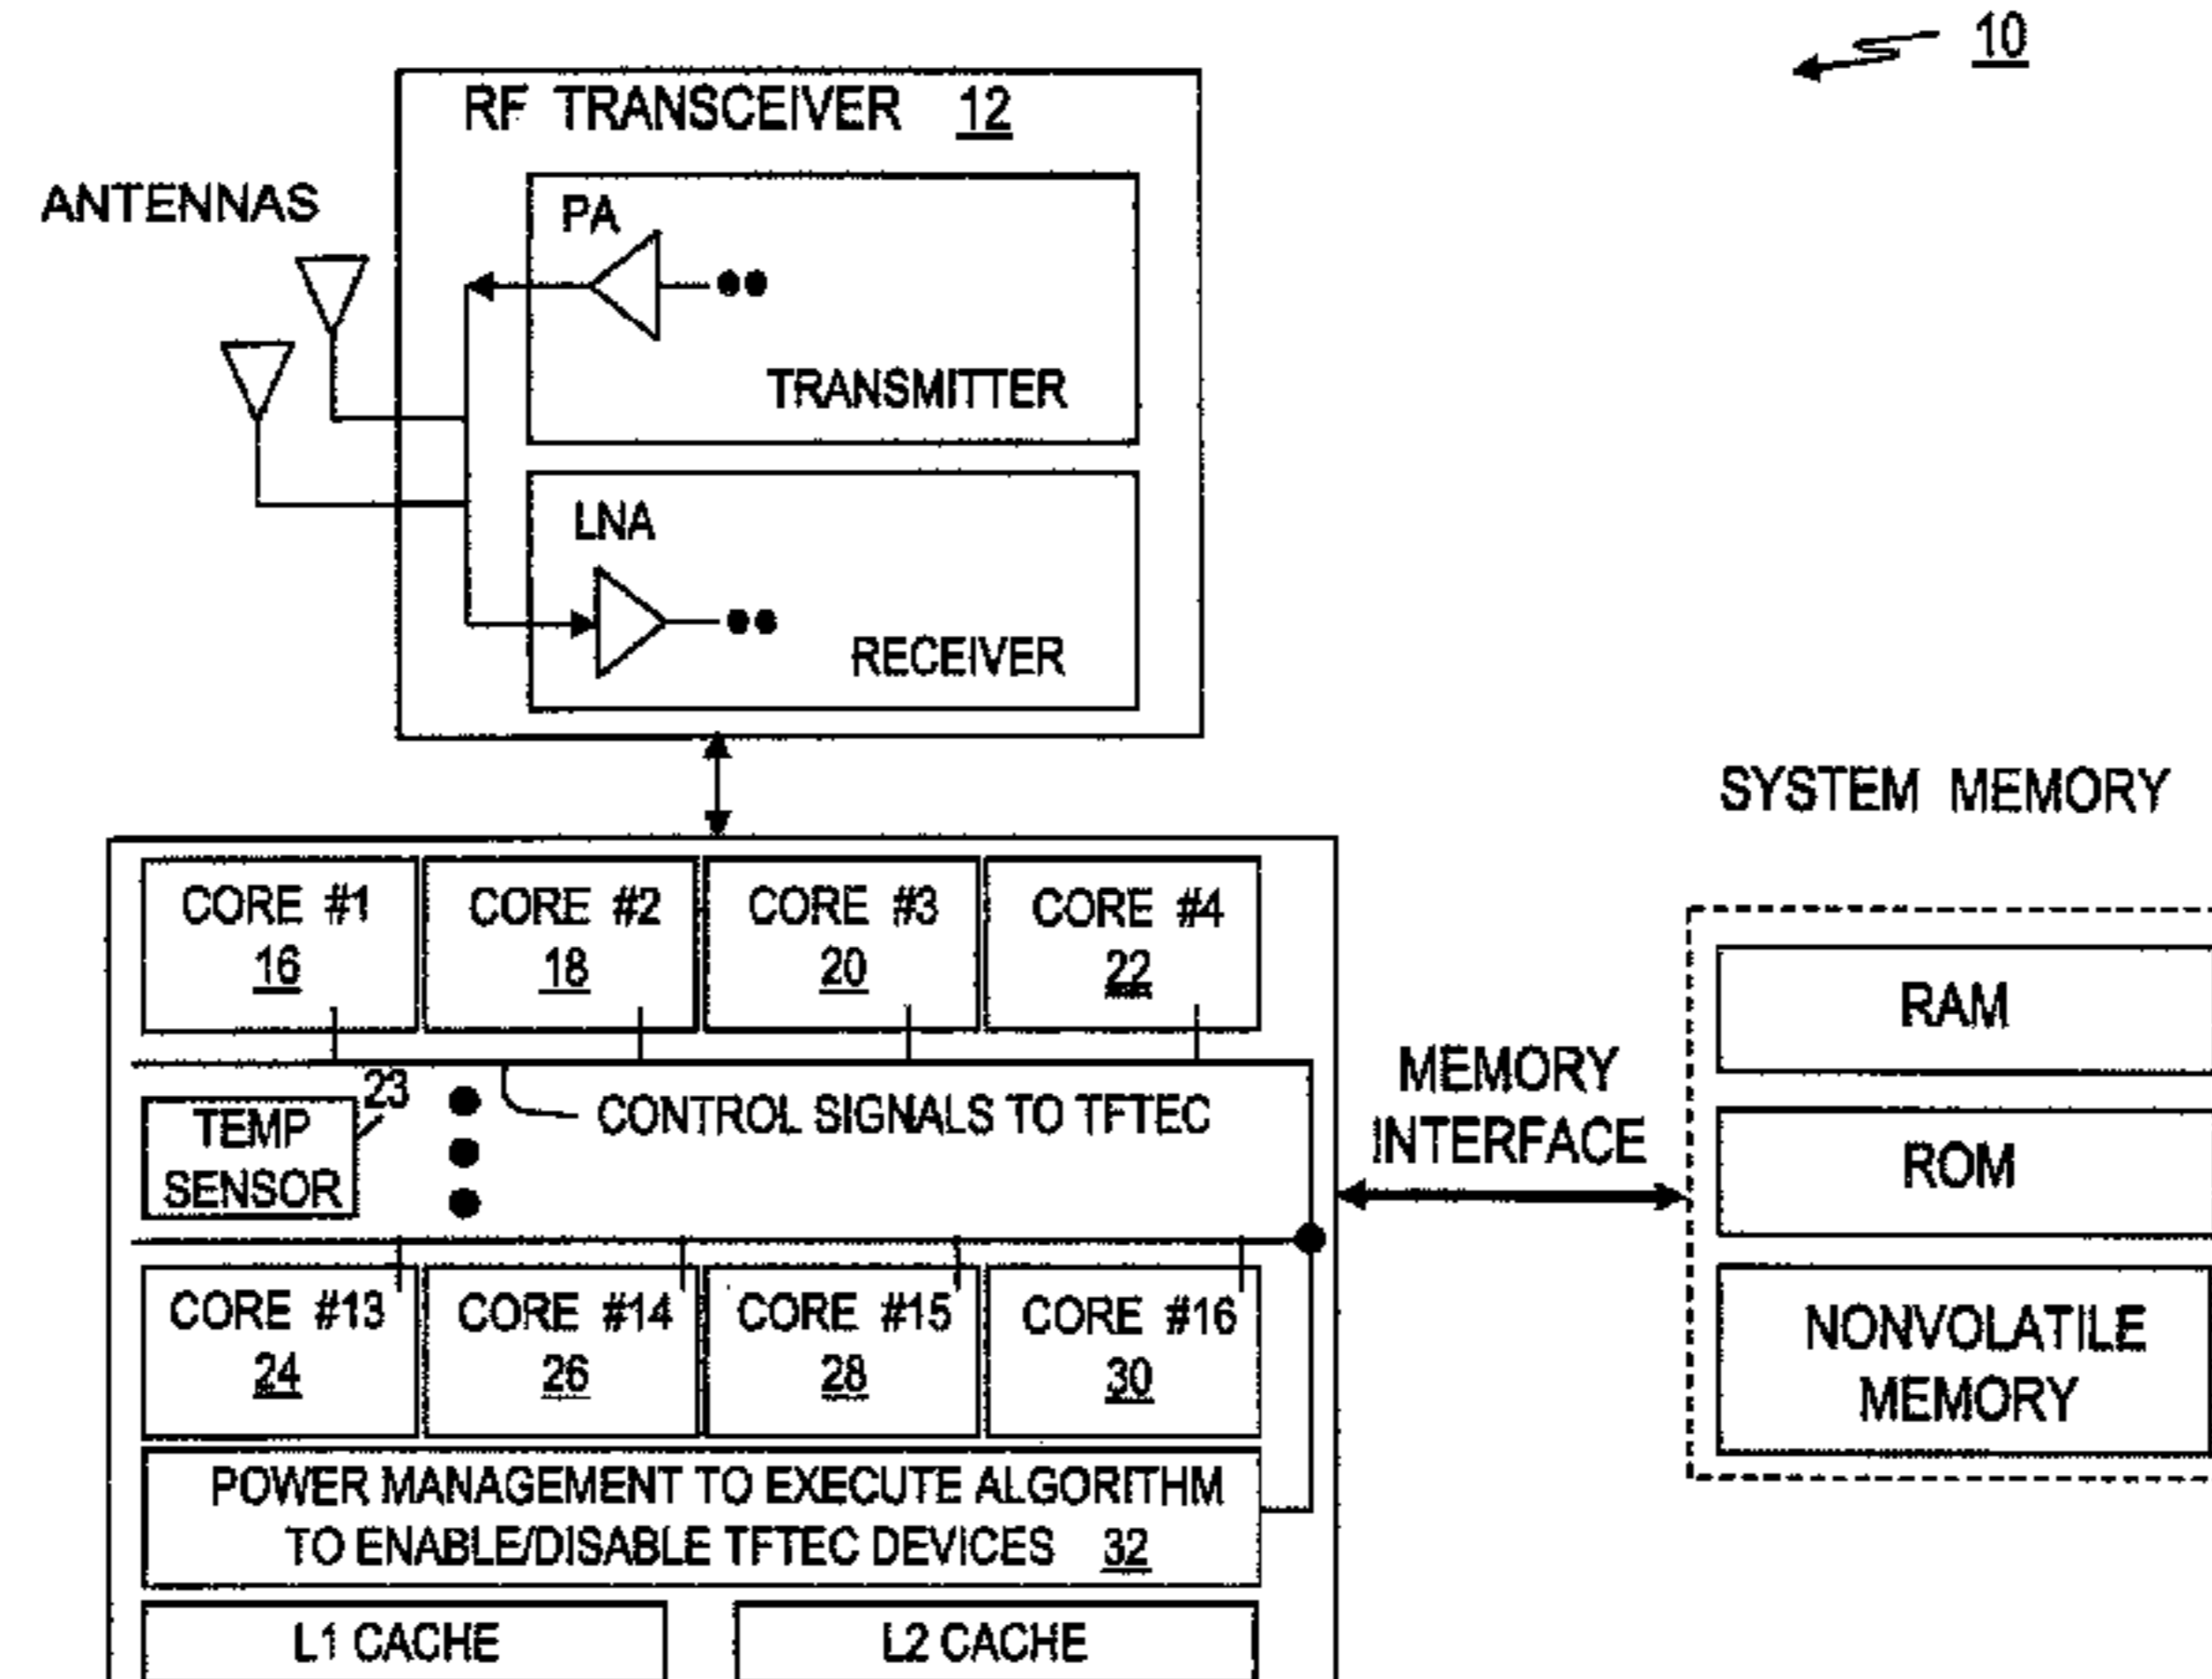 10
RF TRANSCEIVER 12
ANTENNAS
PA
TRANSMITTER
LNA
RECEIVER
SYSTEM MEMORY
CORE #1
16
CORE #2
18
CORE #3
20
CORE #4
22
RAM
MEMORY
INTERFACE
23
TEMP
SENSOR
CONTROL SIGNALS TO TFTEC
ROM
CORE #13
24
CORE #14
26
CORE #15
28
CORE #16
30
NONVOLATILE
MEMORY
POWER MANAGEMENT TO EXECUTE ALGORITHM
TO ENABLE/DISABLE TFTEC DEVICES 32
L1 CACHE
L2 CACHE